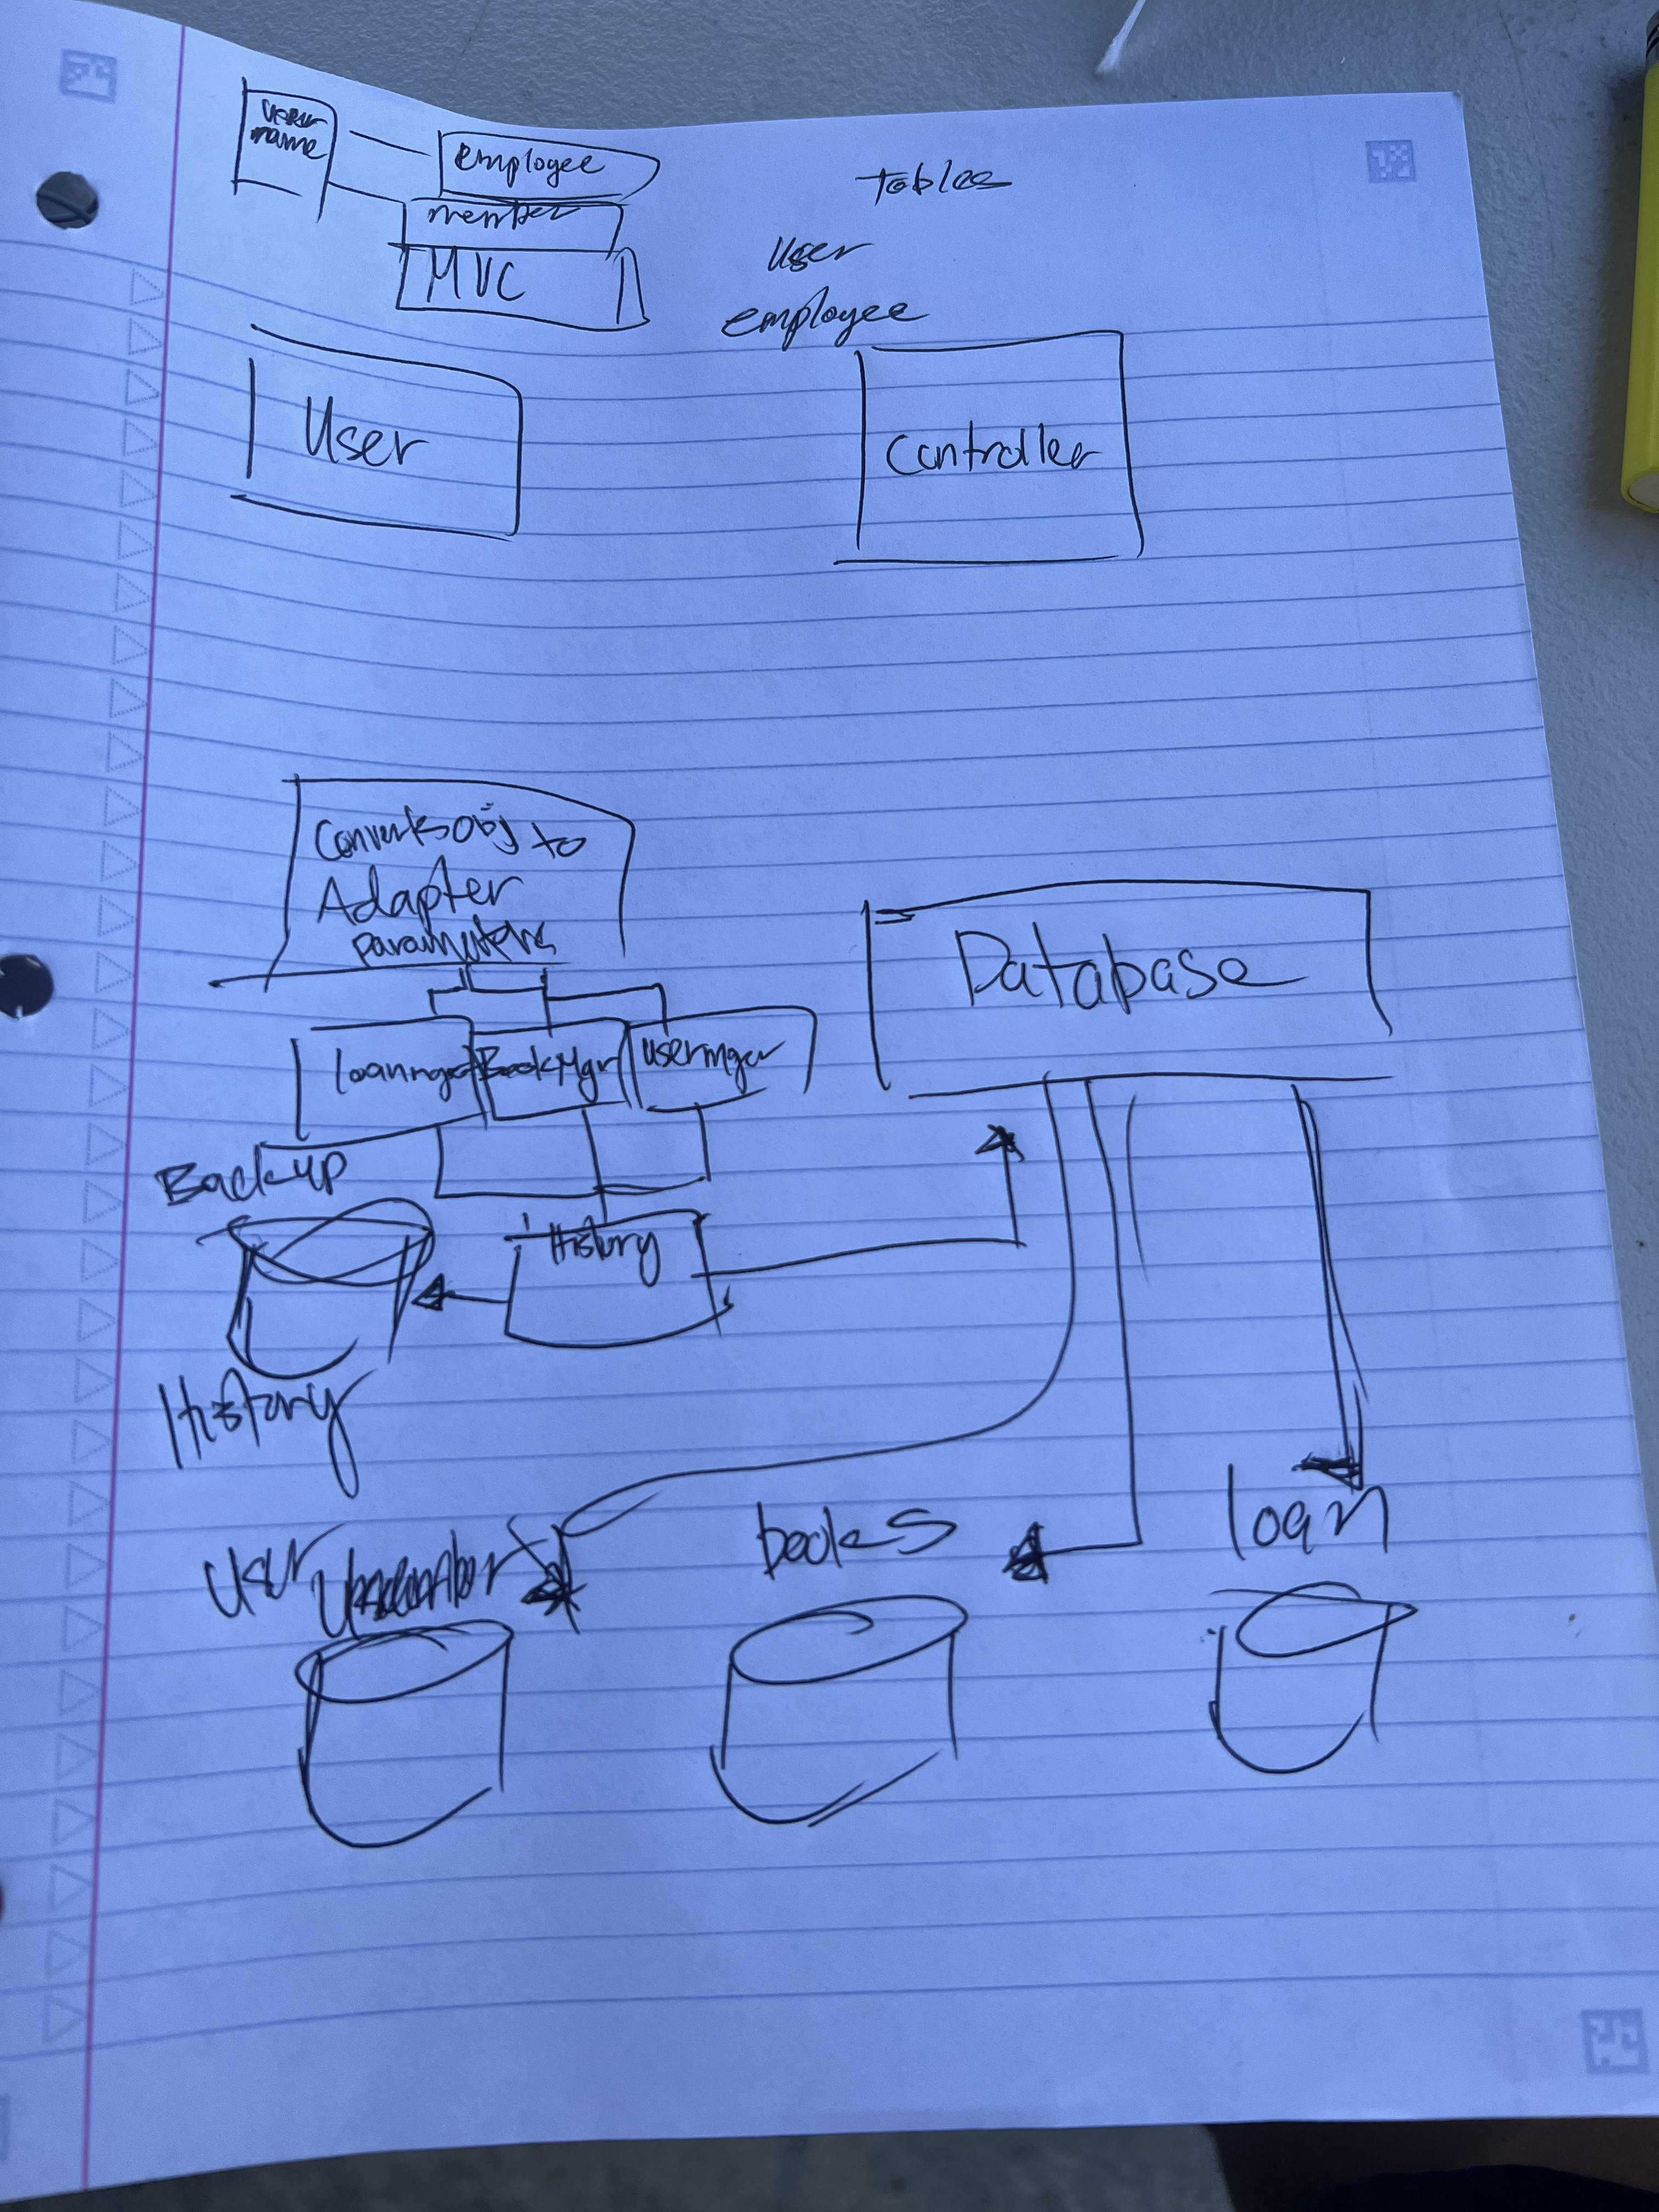 User
name
employee
member
MVC
Tables
User
employee
User
Controller
Converts obj to
Adapter
parameters
Database
loanmgr
BookMgr
usermgr
Backup
History
History
User
books
loan